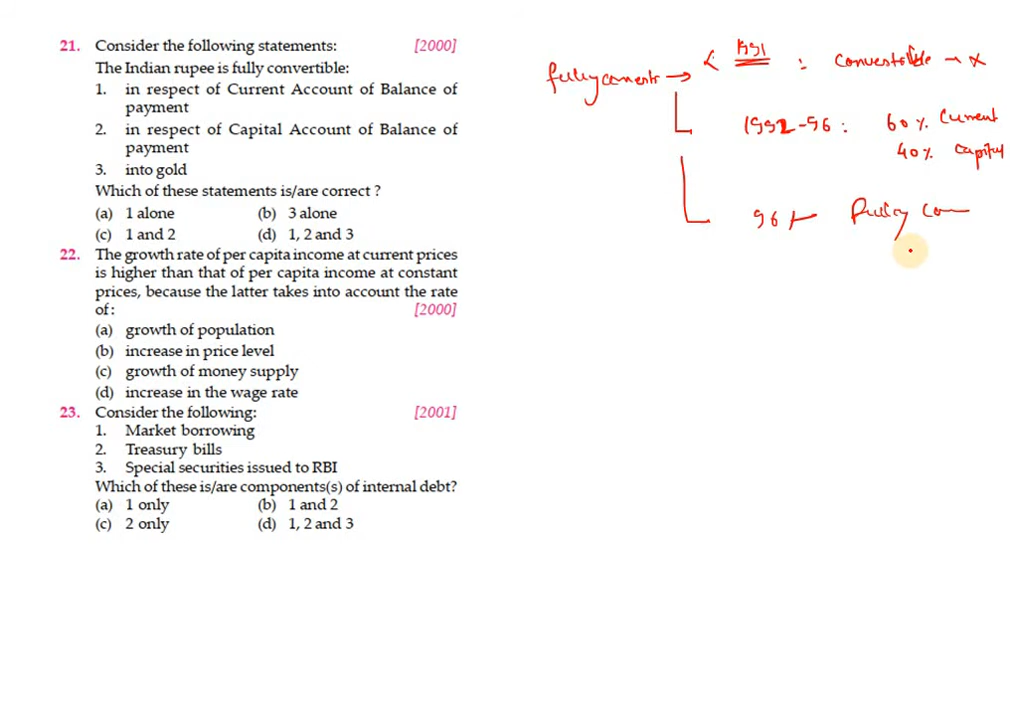 21. Consider the following statements: [2000]
The Indian rupee is fully convertible:
1. in respect of Current Account of Balance of
payment
2. in respect of Capital Account of Balance of
payment
3. into gold
Which of these statements is/are correct ?
(a) 1 alone (b) 3 alone
(c) 1 and 2 (d) 1, 2 and 3
22. The growth rate of per capita income at current prices
is higher than that of per capita income at constant
prices, because the latter takes into account the rate
of: [2000]
(a) growth of population
(b) increase in price level
(c) growth of money supply
(d) increase in the wage rate
23. Consider the following: [2001]
1. Market borrowing
2. Treasury bills
3. Special securities issued to RBI
Which of these is/are components(s) of internal debt?
(a) 1 only (b) 1 and 2
(c) 2 only (d) 1, 2 and 3
fully → < 1991 : → x
1992-96 : 60% Current
40% Capital
96 Fully con